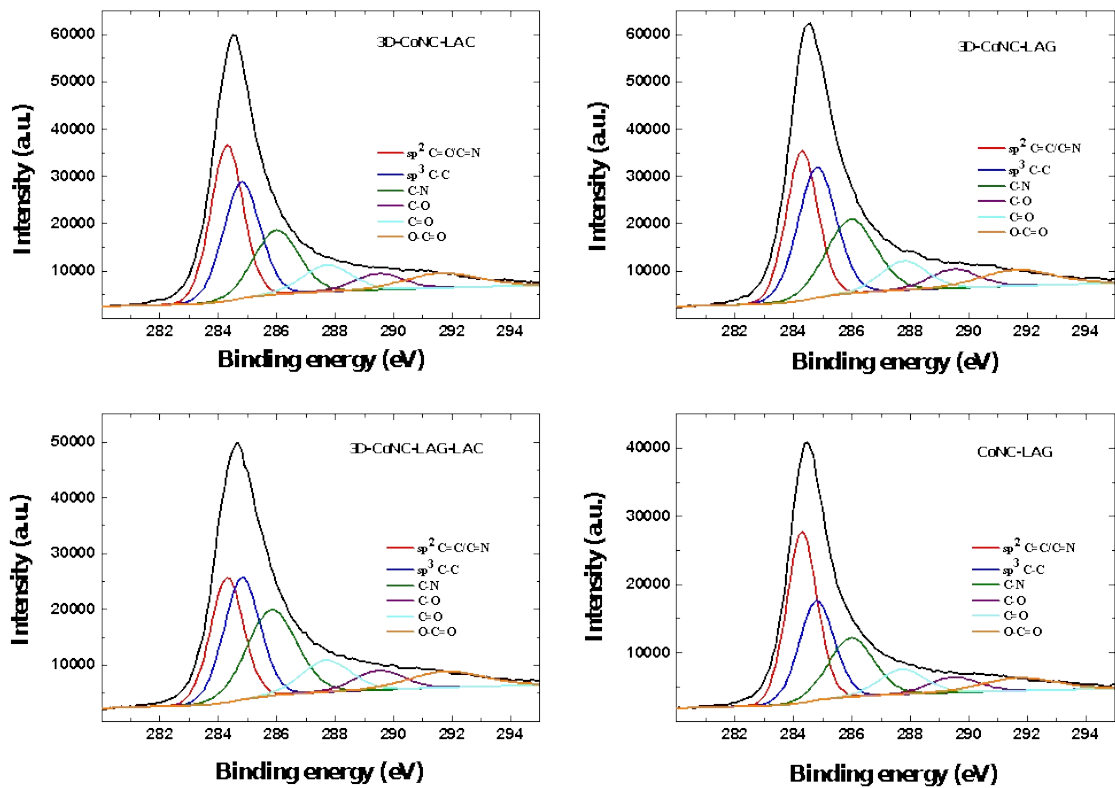 3D-CoNC-LAC
60000
50000
40000
30000
20000
10000
Intensity (a.u.)
sp2 C=C/C=N
sp3 C-C
C-N
C-O
C=O
O-C=O
282 284 286 288 290 292 294
Binding energy (eV)
3D-CoNC-LAG
60000
50000
40000
30000
20000
10000
Intensity (a.u.)
sp2 C=C/C=N
sp3 C-C
C-N
C-O
C=O
O-C=O
282 284 286 288 290 292 294
Binding energy (eV)
3D-CoNC-LAG-LAC
50000
40000
30000
20000
10000
Intensity (a.u.)
sp2 C=C/C=N
sp3 C-C
C-N
C-O
C=O
O-C=O
282 284 286 288 290 292 294
Binding energy (eV)
CoNC-LAG
40000
30000
20000
10000
Intensity (a.u.)
sp2 C=C/C=N
sp3 C-C
C-N
C-O
C=O
O-C=O
282 284 286 288 290 292 294
Binding energy (eV)